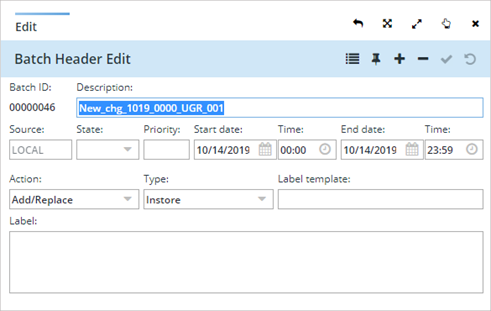 Edit
Batch Header Edit
Batch ID: Description:
00000046 New_chg_1019_0000_UGR_001
Source: State: Priority: Start date: Time: End date: Time:
LOCAL 10/14/2019 00:00 10/14/2019 23:59
Action: Type: Label template:
Add/Replace Instore
Label: